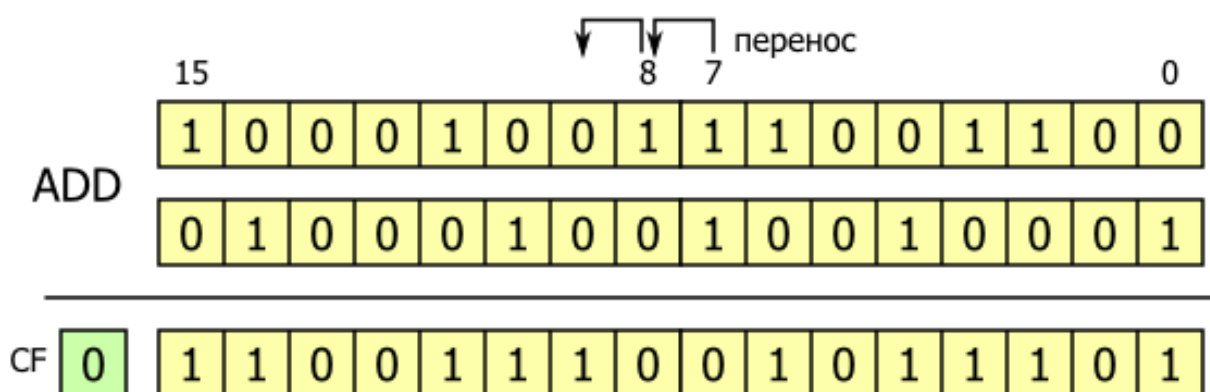 перенос
15 8 7 0
1 0 0 0 1 0 0 1 1 1 0 0 1 1 0 0
ADD
0 1 0 0 0 1 0 0 1 0 0 1 0 0 0 1
CF 0 1 1 0 0 1 1 1 0 0 1 0 1 1 1 0 1